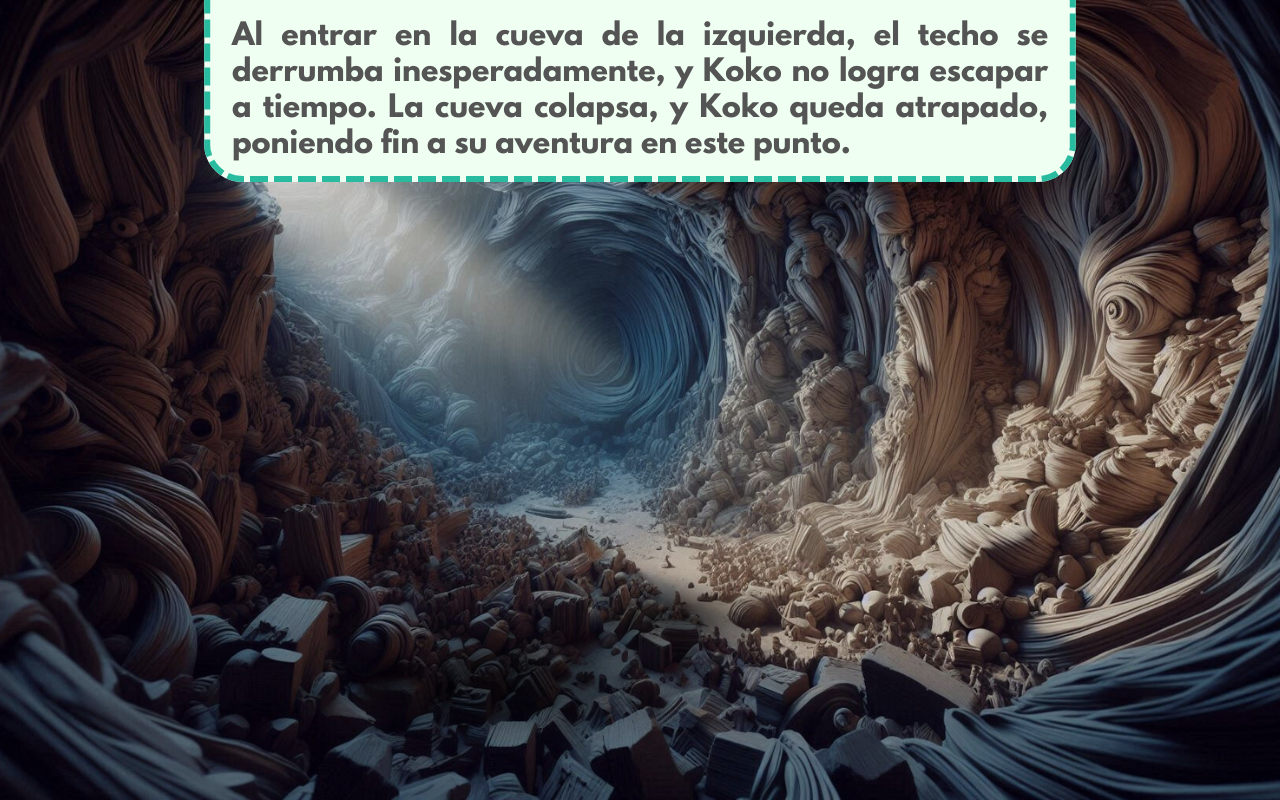 Al entrar en la cueva de la izquierda, el techo se
derrumba inesperadamente, y Koko no logra escapar
a tiempo. La cueva colapsa, y Koko queda atrapado,
poniendo fin a su aventura en este punto.